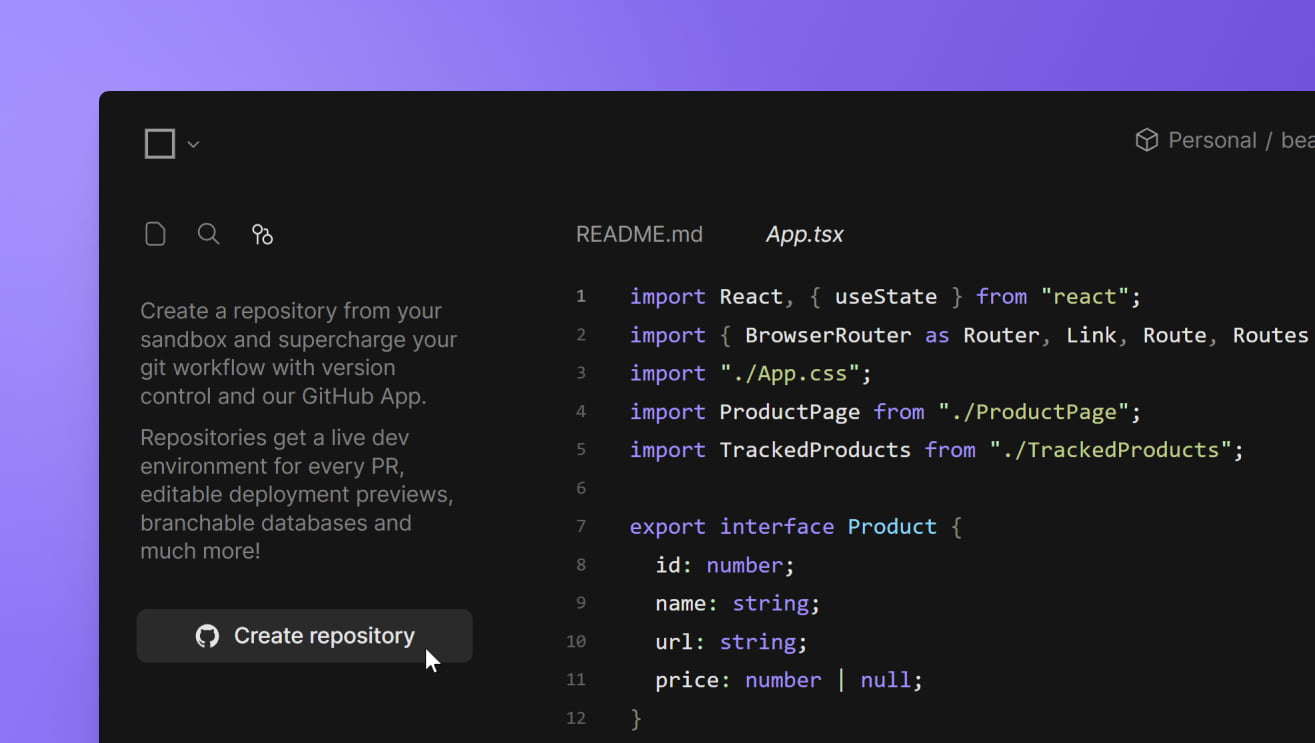 Personal / bea
README.md
App.tsx
Create a repository from your
sandbox and supercharge your
git workflow with version
control and our GitHub App.
Repositories get a live dev
environment for every PR,
editable deployment previews,
branchable databases and
much more!
Create repository
1 import React, { useState } from "react";
2 import { BrowserRouter as Router, Link, Route, Routes
3 import "./App.css";
4 import ProductPage from "./ProductPage";
5 import TrackedProducts from "./TrackedProducts";
6
7 export interface Product {
8 id: number;
9 name: string;
10 url: string;
11 price: number | null;
12 }